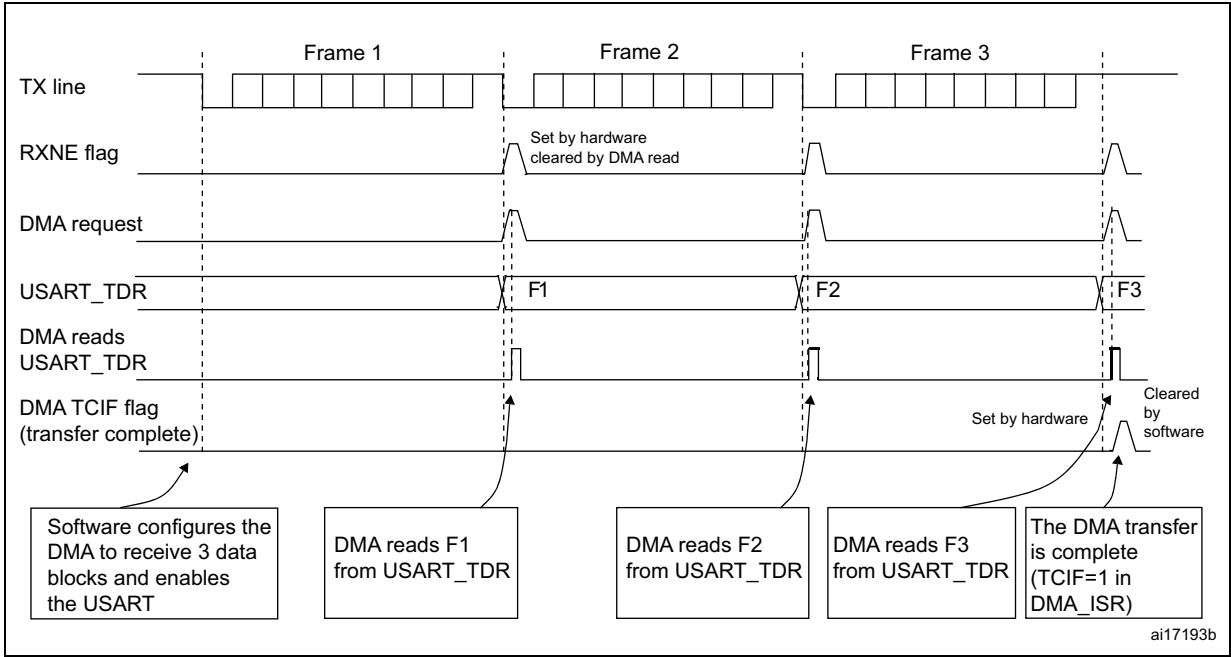 Frame 1
Frame 2
Frame 3
TX line
RXNE flag
Set by hardware
cleared by DMA read
DMA request
USART_TDR
F1
F2
F3
DMA reads
USART_TDR
DMA TCIF flag
(transfer complete)
Set by hardware
Cleared
by
software
Software configures the
DMA to receive 3 data
blocks and enables
the USART
DMA reads F1
from USART_TDR
DMA reads F2
from USART_TDR
DMA reads F3
from USART_TDR
The DMA transfer
is complete
(TCIF=1 in
DMA_ISR)
ai17193b